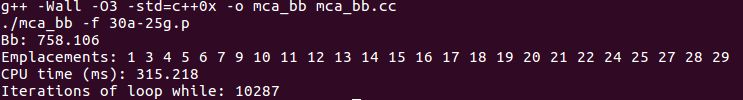 g++ -Wall -O3 -std=c++0x -o mca_bb mca_bb.cc
./mca_bb -f 30a-25g.p
Bb: 758.106
Emplacements: 1 3 4 5 6 7 9 10 11 12 13 14 15 16 17 18 19 20 21 22 24 25 27 28 29
CPU time (ms): 315.218
Iterations of loop while: 10287